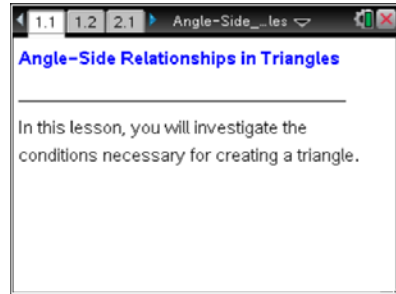 1.1 1.2 2.1 Angle-Side_...les
Angle-Side Relationships in Triangles
In this lesson, you will investigate the
conditions necessary for creating a triangle.